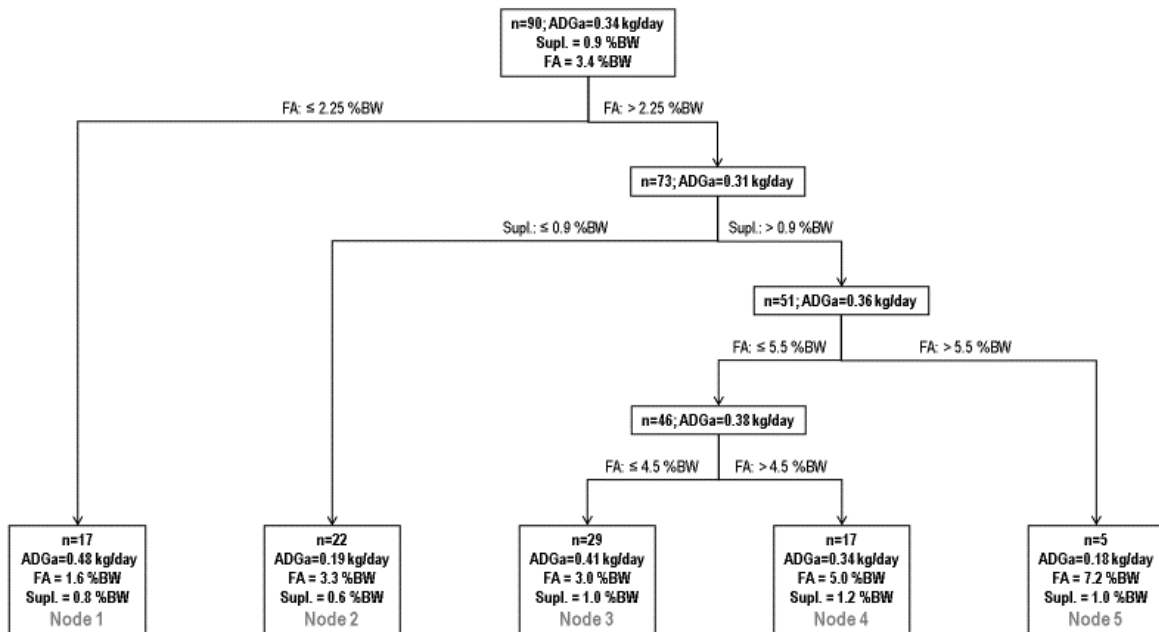 n=90; ADGa=0.34 kg/day
Supl. = 0.9 %BW
FA = 3.4 %BW
FA: ≤ 2.25 %BW
FA: > 2.25 %BW
n=73; ADGa=0.31 kg/day
Supl.: ≤ 0.9 %BW
Supl.: > 0.9 %BW
n=51; ADGa=0.36 kg/day
FA: ≤ 5.5 %BW
FA: > 5.5 %BW
n=46; ADGa=0.38 kg/day
FA: ≤ 4.5 %BW
FA: > 4.5 %BW
n=17
ADGa=0.48 kg/day
FA = 1.6 %BW
Supl. = 0.8 %BW
Node 1
n=22
ADGa=0.19 kg/day
FA = 3.3 %BW
Supl. = 0.6 %BW
Node 2
n=29
ADGa=0.41 kg/day
FA = 3.0 %BW
Supl. = 1.0 %BW
Node 3
n=17
ADGa=0.34 kg/day
FA = 5.0 %BW
Supl. = 1.2 %BW
Node 4
n=5
ADGa=0.18 kg/day
FA = 7.2 %BW
Supl. = 1.0 %BW
Node 5